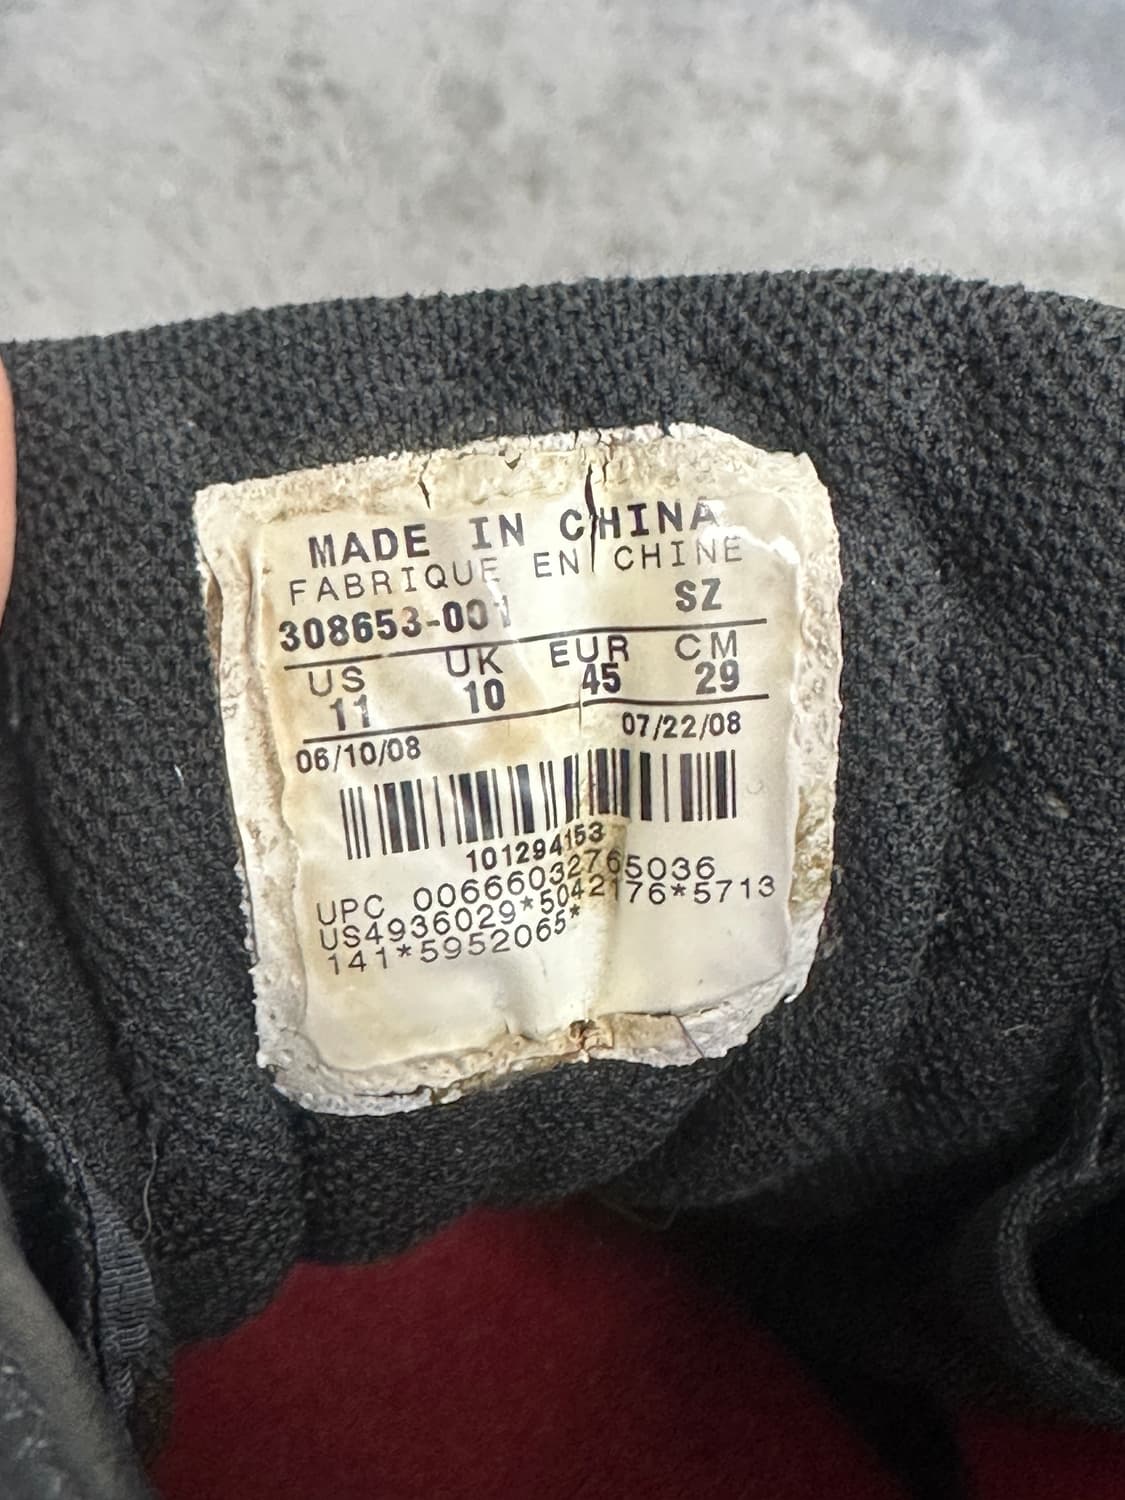 MADE IN CHINA
FABRIQUE EN CHINE
308653-001 SZ
US UK EUR CM
11 10 45 29
06/10/08 07/22/08
101294153
UPC 00666032765036
US4936029*5042176*5713
141*5952065*